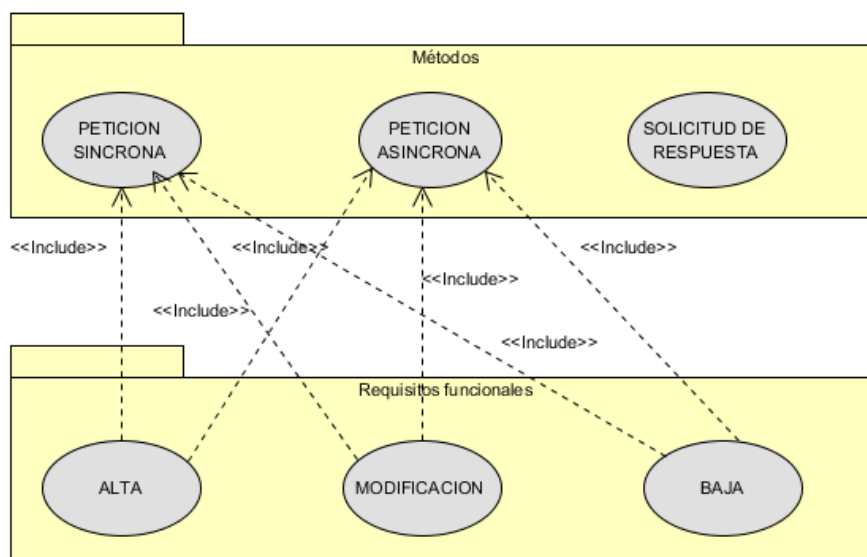 Métodos
PETICION
SINCRONA
PETICION
ASINCRONA
SOLICITUD DE
RESPUESTA
<<Include>>
<<Include>>
<<Include>>
<<Include>>
<<Include>>
<<Include>>
Requisitos funcionales
ALTA
MODIFICACION
BAJA